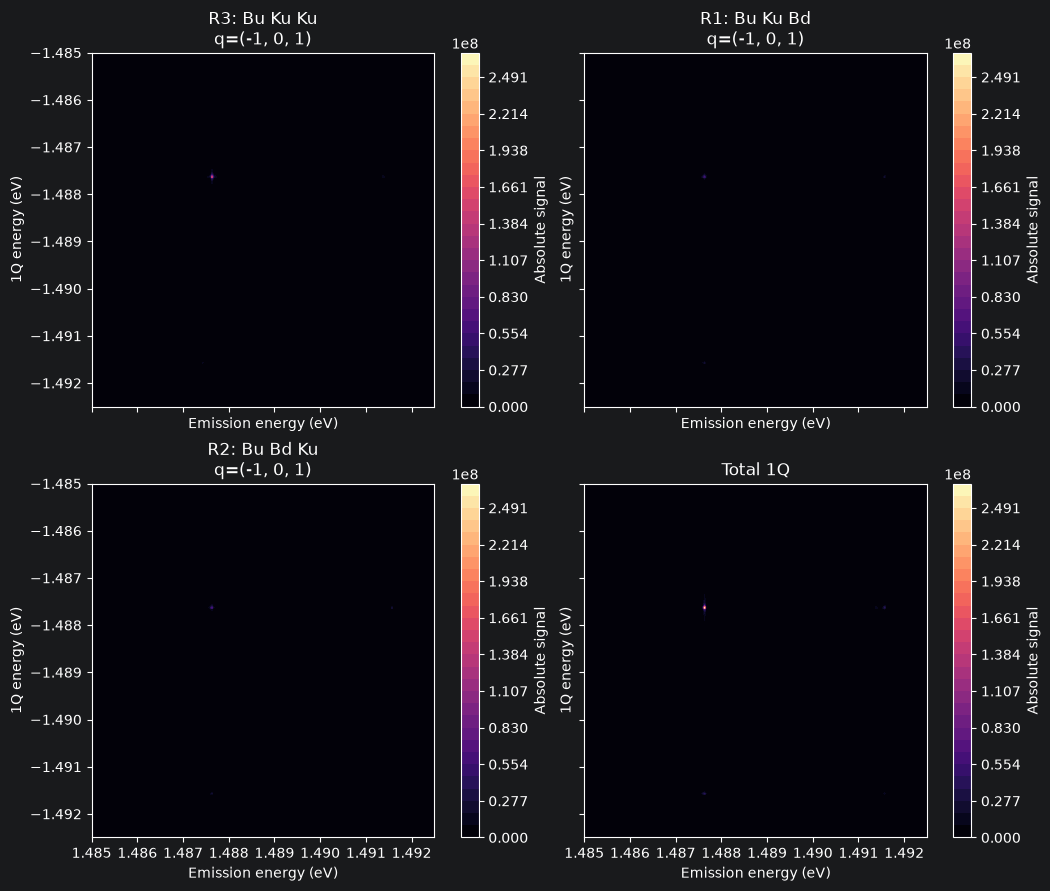 R3: Bu Ku Ku
q=(-1, 0, 1)
1e8
−1.485
−1.486
−1.487
−1.488
−1.489
−1.490
−1.491
−1.492
1Q energy (eV)
Emission energy (eV)
2.491
2.214
1.938
1.661
1.384
1.107
0.830
0.554
0.277
0.000
Absolute signal
R1: Bu Ku Bd
q=(-1, 0, 1)
1e8
1Q energy (eV)
Emission energy (eV)
2.491
2.214
1.938
1.661
1.384
1.107
0.830
0.554
0.277
0.000
Absolute signal
R2: Bu Bd Ku
q=(-1, 0, 1)
1e8
−1.485
−1.486
−1.487
−1.488
−1.489
−1.490
−1.491
−1.492
1Q energy (eV)
1.485 1.486 1.487 1.488 1.489 1.490 1.491 1.492
Emission energy (eV)
2.491
2.214
1.938
1.661
1.384
1.107
0.830
0.554
0.277
0.000
Absolute signal
Total 1Q
1e8
1Q energy (eV)
1.485 1.486 1.487 1.488 1.489 1.490 1.491 1.492
Emission energy (eV)
2.491
2.214
1.938
1.661
1.384
1.107
0.830
0.554
0.277
0.000
Absolute signal